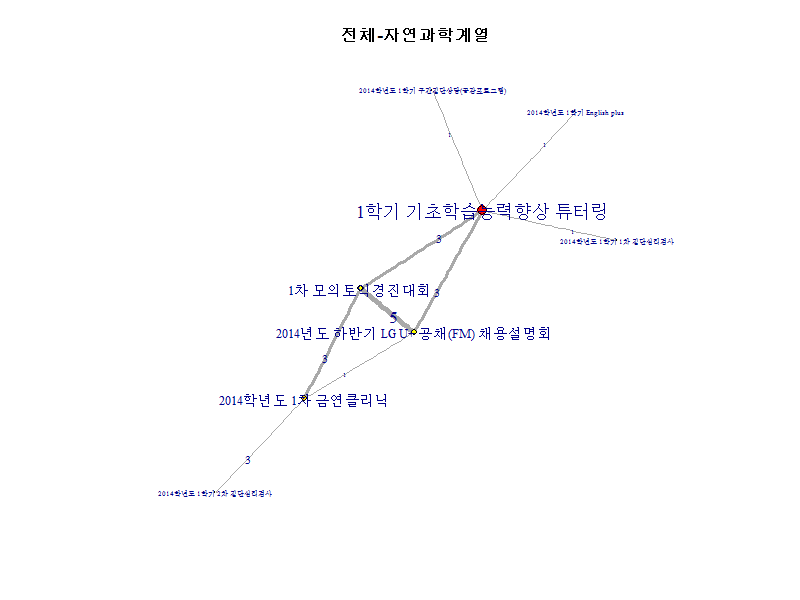 전체-자연과학계열
2014학년도 1학기 주간집단상담(공강프로그램)
2014학년도 1학기 English plus
1
1
1학기 기초학습능력향상 튜터링
1
2014학년도 1학기 1차 집단심리검사
3
1차 모의토익경진대회
3
5
2014년도 하반기 LG U+ 공채(FM) 채용설명회
3
1
2014학년도 1차 금연클리닉
3
2014학년도 1학기 2차 집단심리검사